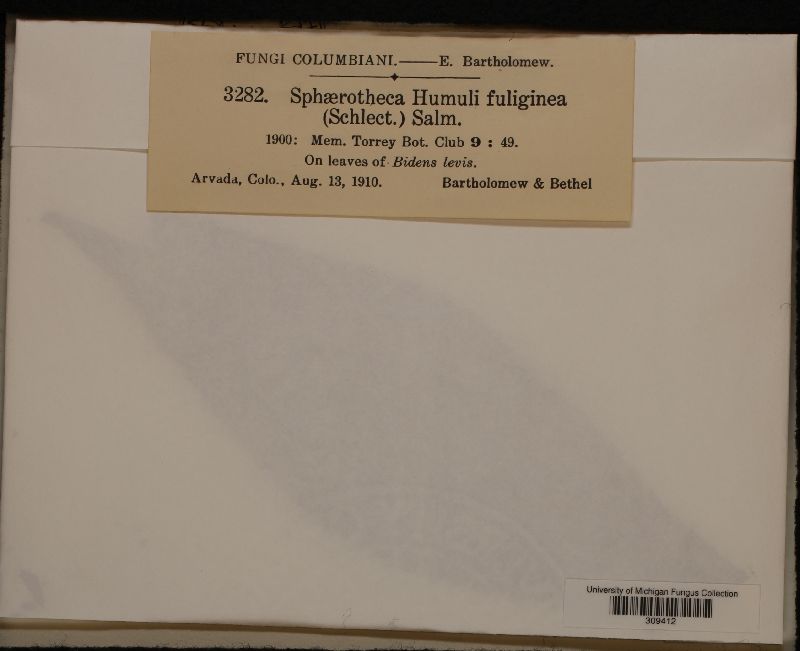 FUNGI COLUMBIANI.——E. Bartholomew.
3282. Sphærotheca Humuli fuliginea
(Schlect.) Salm.
1900: Mem. Torrey Bot. Club 9 : 49.
On leaves of Bidens levis.
Arvada, Colo., Aug. 13, 1910. Bartholomew & Bethel
University of Michigan Fungus Collection
309412